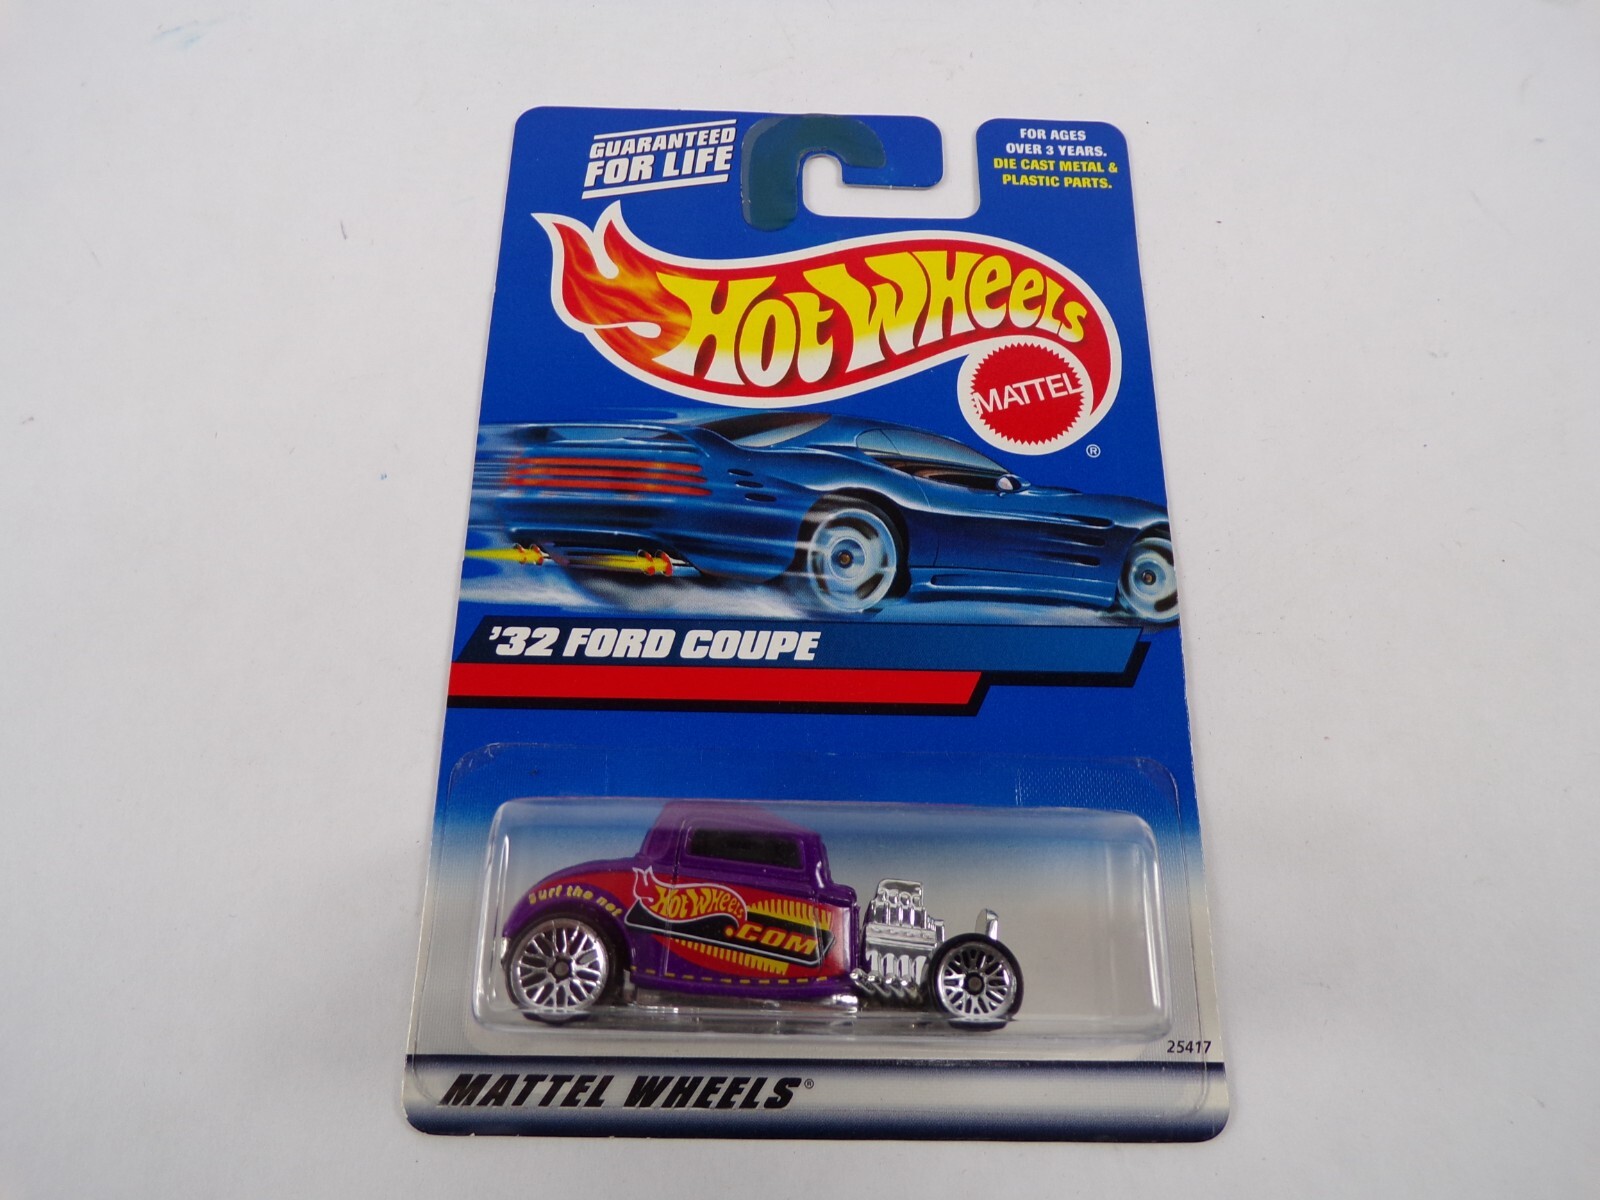 GUARANTEED
FOR LIFE
FOR AGES
OVER 3 YEARS.
DIE CAST METAL &
PLASTIC PARTS.
HOT WHEELS
MATTEL
®
'32 FORD COUPE
Surf the net
HOT WHEELS
.COM
25417
MATTEL WHEELS®